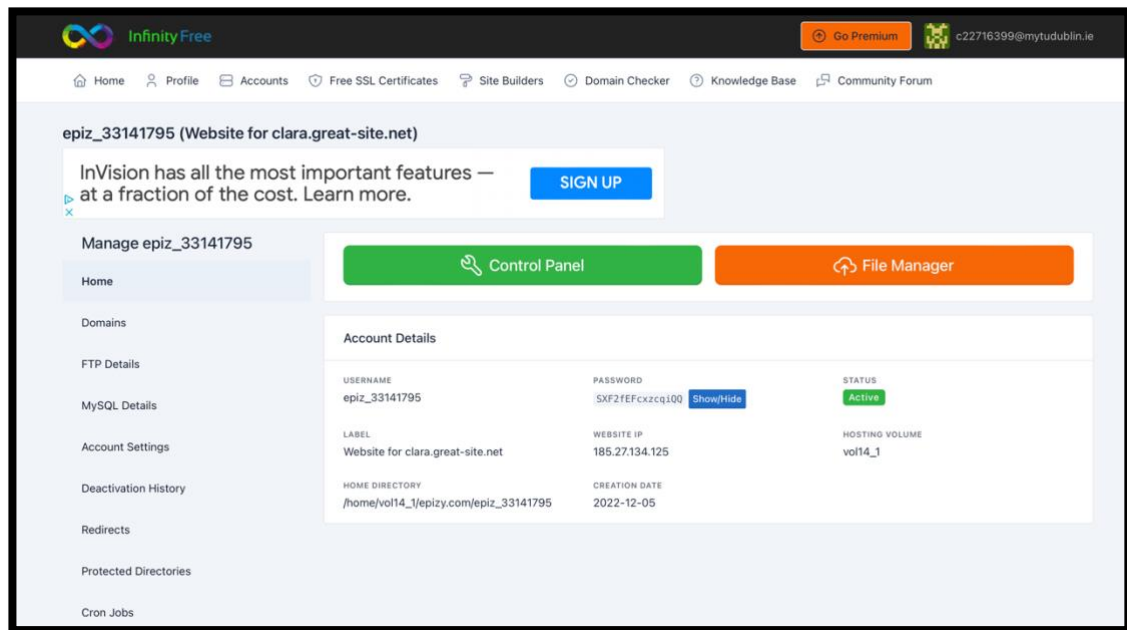 Infinity Free
Go Premium
c22716399@mytudublin.ie
Home Profile Accounts Free SSL Certificates Site Builders Domain Checker Knowledge Base Community Forum
epiz_33141795 (Website for clara.great-site.net)
InVision has all the most important features —
at a fraction of the cost. Learn more.
SIGN UP
Manage epiz_33141795
Home
Domains
FTP Details
MySQL Details
Account Settings
Deactivation History
Redirects
Protected Directories
Cron Jobs
Control Panel
File Manager
Account Details
USERNAME PASSWORD STATUS
epiz_33141795 SXF2fEFcxzcqiQQ Show/Hide Active
LABEL WEBSITE IP HOSTING VOLUME
Website for clara.great-site.net 185.27.134.125 vol14_1
HOME DIRECTORY CREATION DATE
/home/vol14_1/epizy.com/epiz_33141795 2022-12-05